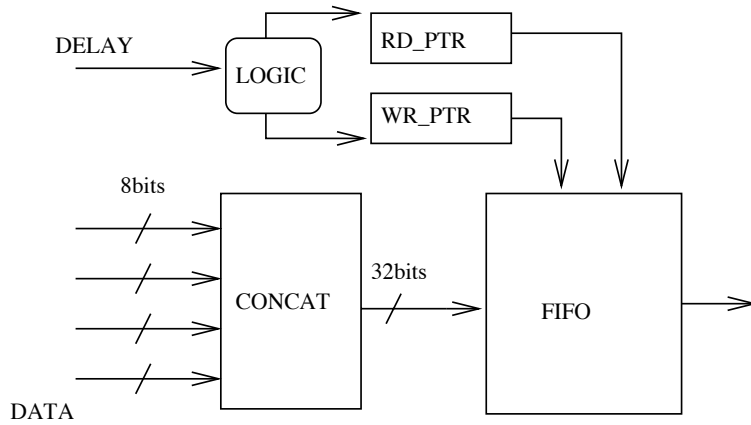 DELAY
LOGIC
RD_PTR
WR_PTR
8bits
32bits
CONCAT
FIFO
DATA